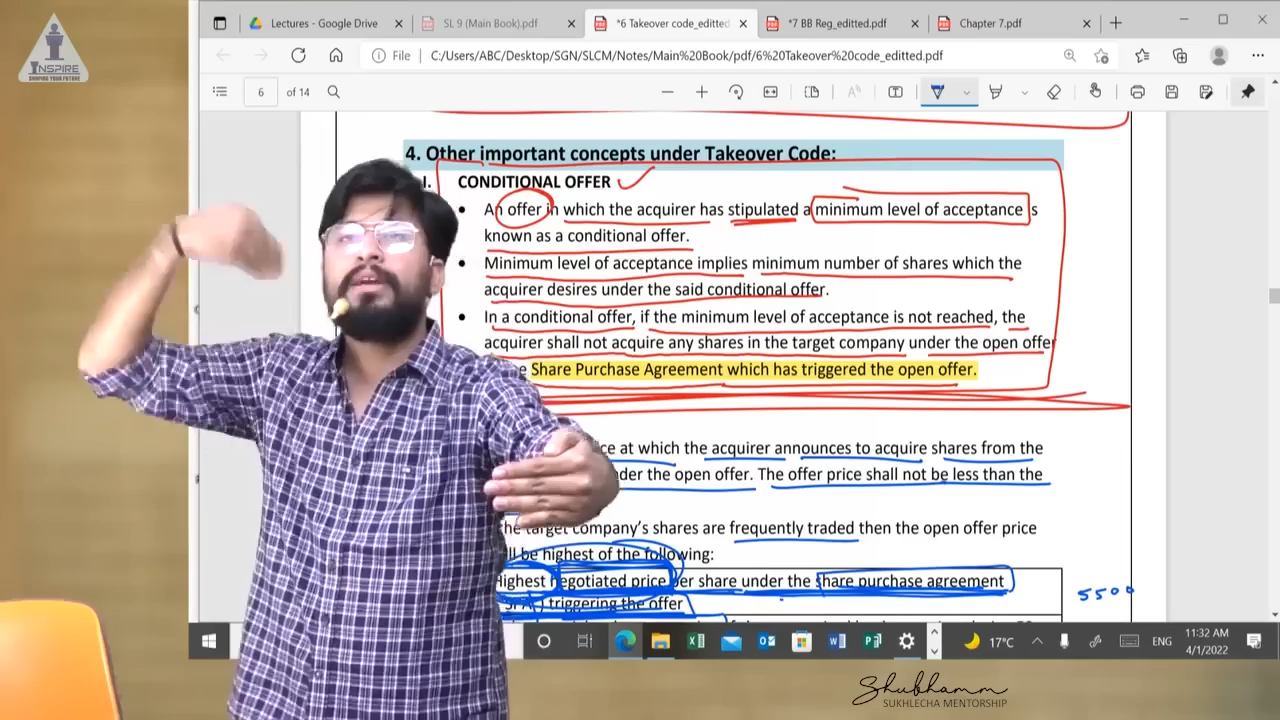 INSPIRE
SHAPING YOUR FUTURE
Lectures - Google Drive
SL 9 (Main Book).pdf
*6 Takeover code_editted
*7 BB Reg_editted.pdf
Chapter 7.pdf
File
C:/Users/ABC/Desktop/SGN/SLCM/Notes/Main%20Book/pdf/6%20Takeover%20code_editted.pdf
6 of 14
4. Other important concepts under Takeover Code:
I. CONDITIONAL OFFER
• An offer in which the acquirer has stipulated a minimum level of acceptance is
known as a conditional offer.
• Minimum level of acceptance implies minimum number of shares which the
acquirer desires under the said conditional offer.
• In a conditional offer, if the minimum level of acceptance is not reached, the
acquirer shall not acquire any shares in the target company under the open offer
Share Purchase Agreement which has triggered the open offer.
at which the acquirer announces to acquire shares from the
under the open offer. The offer price shall not be less than the
the target company's shares are frequently traded then the open offer price
be highest of the following:
Highest negotiated price per share under the share purchase agreement
triggering the offer
5500
17°C
ENG
11:32 AM
4/1/2022
Shubhamm
SUKHLECHA MENTORSHIP